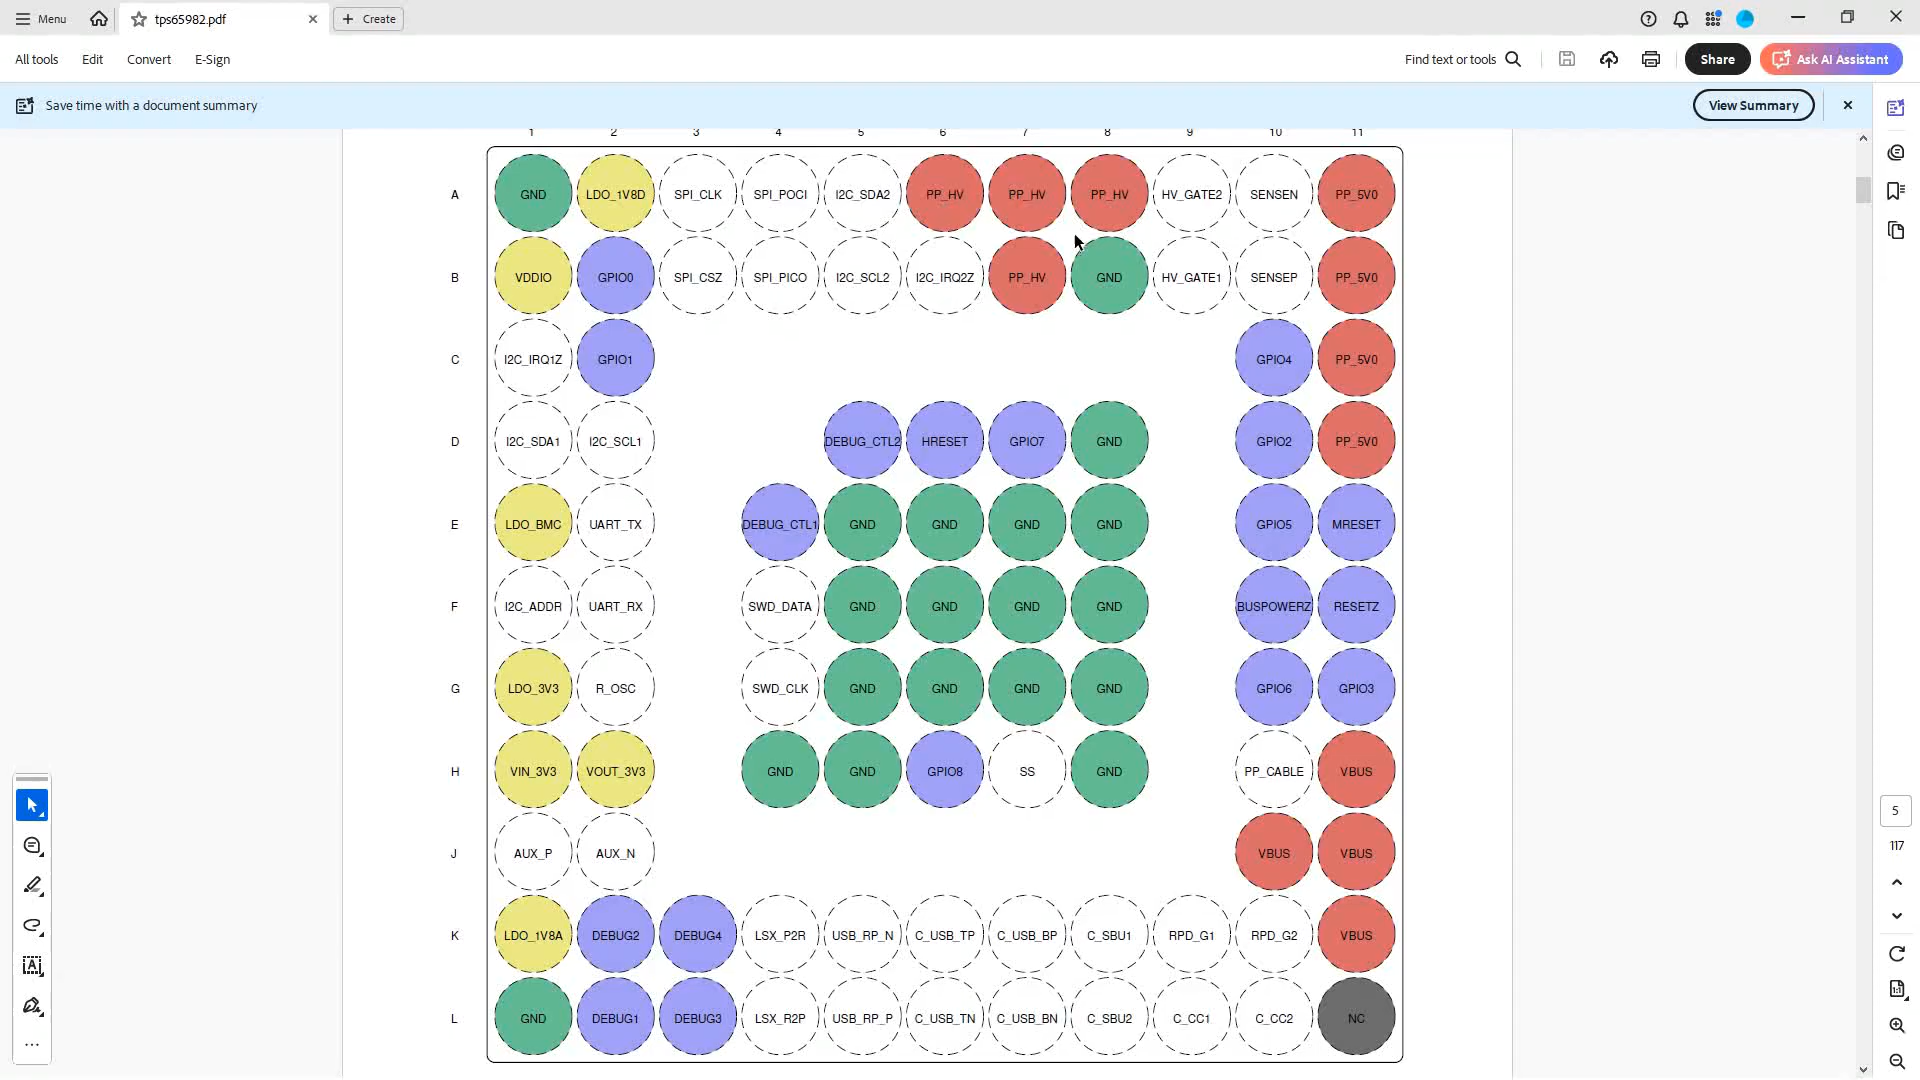 Menu tps65982.pdf Create
All tools Edit Convert E-Sign Find text or tools Share Ask AI Assistant
Save time with a document summary View Summary
1 2 3 4 5 6 7 8 9 10 11
A GND LDO_1V8D SPI_CLK SPI_POCI I2C_SDA2 PP_HV PP_HV PP_HV HV_GATE2 SENSEN PP_5V0
B VDDIO GPIO0 SPI_CSZ SPI_PICO I2C_SCL2 I2C_IRQ2Z PP_HV GND HV_GATE1 SENSEP PP_5V0
C I2C_IRQ1Z GPIO1 GPIO4 PP_5V0
D I2C_SDA1 I2C_SCL1 DEBUG_CTL2 HRESET GPIO7 GND GPIO2 PP_5V0
E LDO_BMC UART_TX DEBUG_CTL1 GND GND GND GND GPIO5 MRESET
F I2C_ADDR UART_RX SWD_DATA GND GND GND GND BUSPOWERZ RESETZ
G LDO_3V3 R_OSC SWD_CLK GND GND GND GND GPIO6 GPIO3
H VIN_3V3 VOUT_3V3 GND GND GPIO8 SS GND PP_CABLE VBUS
J AUX_P AUX_N VBUS VBUS
K LDO_1V8A DEBUG2 DEBUG4 LSX_P2R USB_RP_N C_USB_TP C_USB_BP C_SBU1 RPD_G1 RPD_G2 VBUS
L GND DEBUG1 DEBUG3 LSX_R2P USB_RP_P C_USB_TN C_USB_BN C_SBU2 C_CC1 C_CC2 NC
5
117